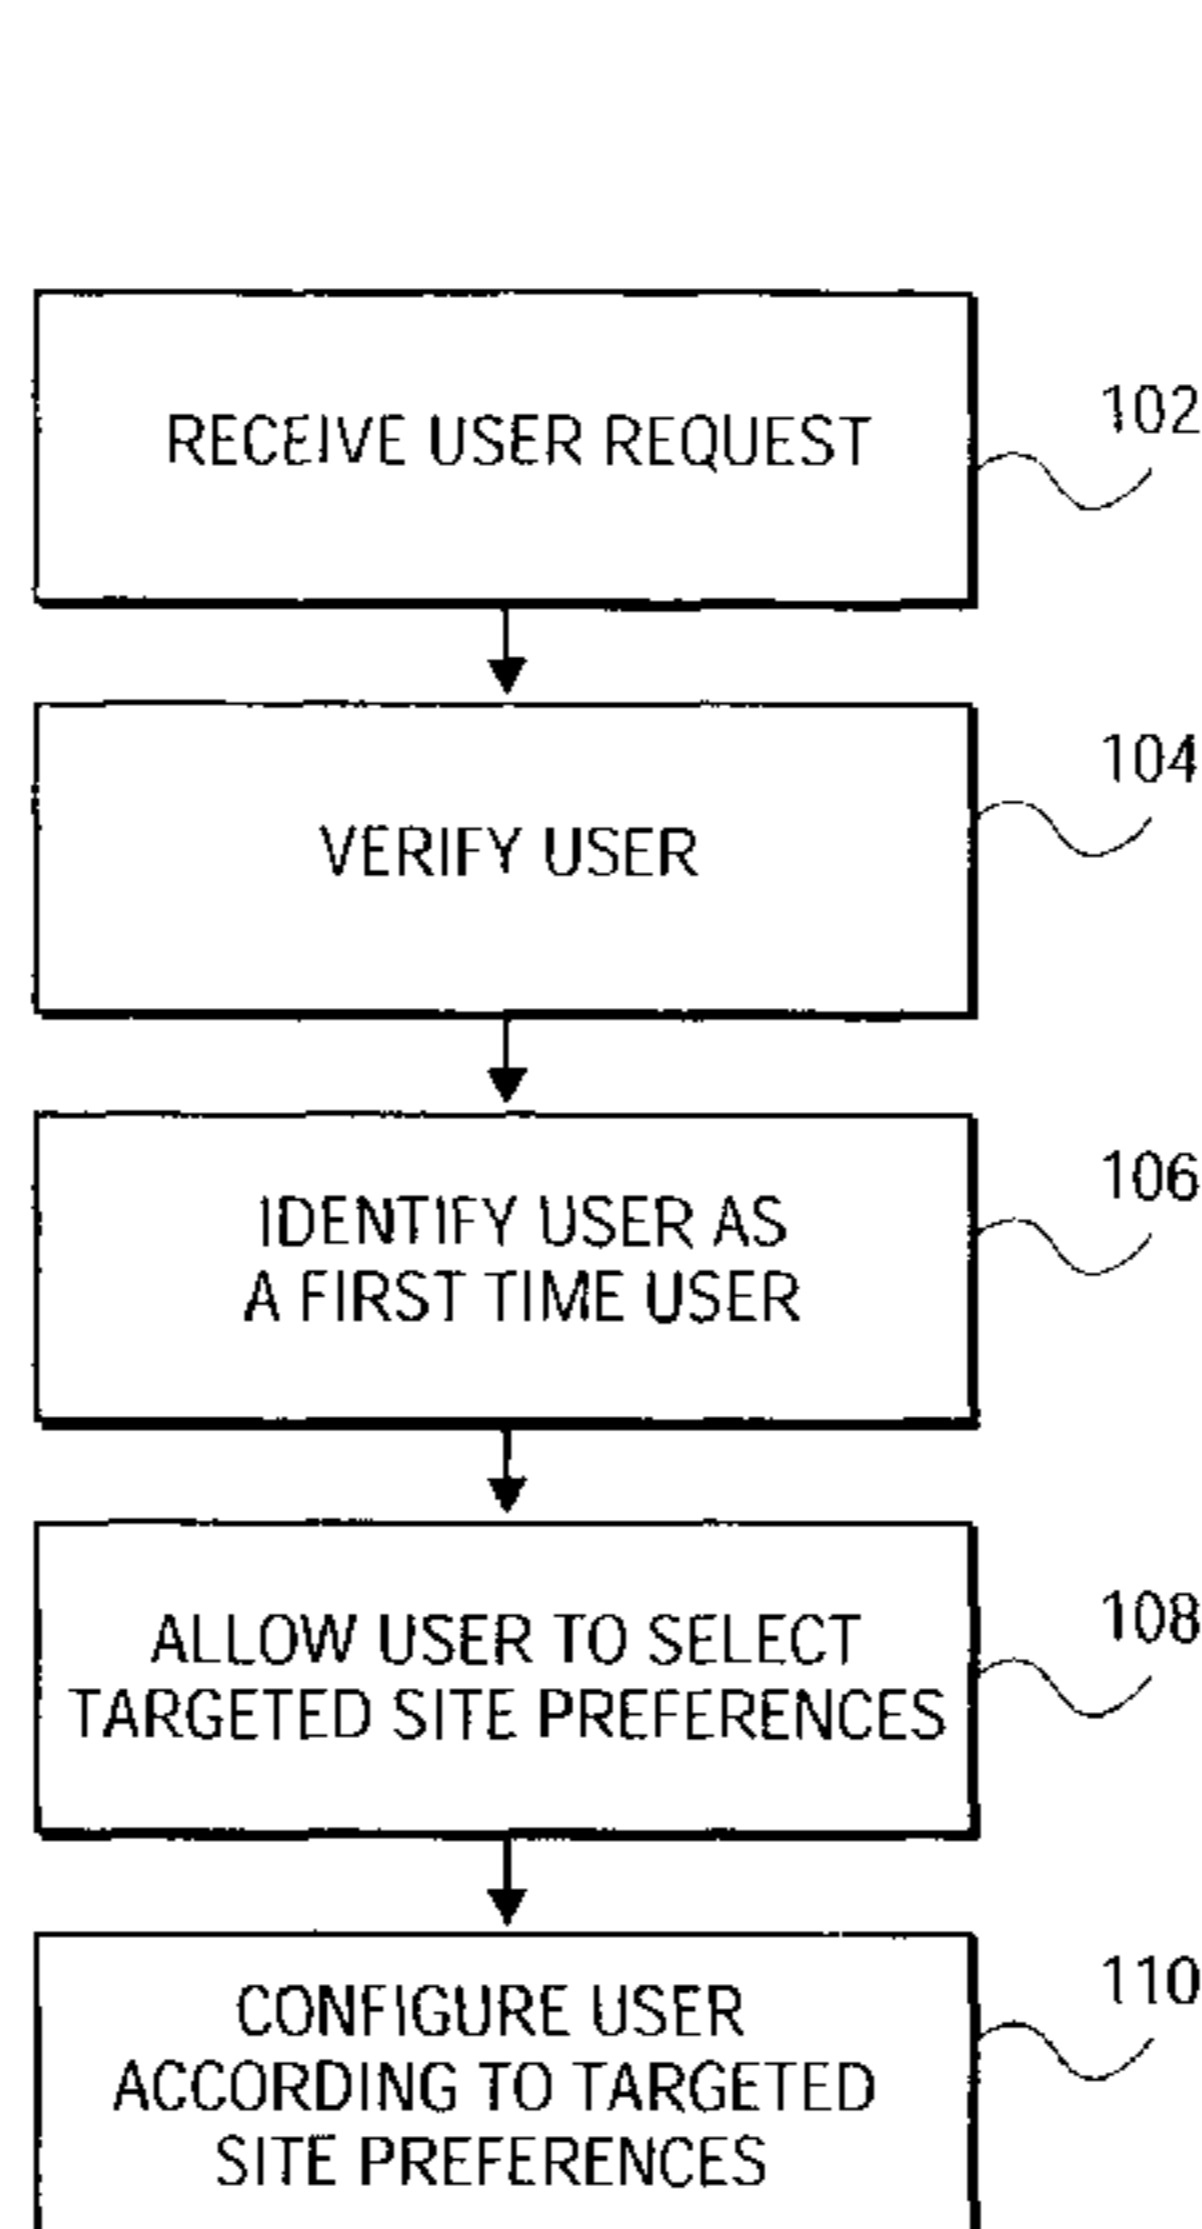 RECEIVE USER REQUEST
102
VERIFY USER
104
IDENTIFY USER AS
A FIRST TIME USER
106
ALLOW USER TO SELECT
TARGETED SITE PREFERENCES
108
CONFIGURE USER
ACCORDING TO TARGETED
SITE PREFERENCES
110